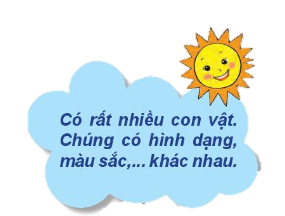 Có rất nhiều con vật.
Chúng có hình dạng,
màu sắc,... khác nhau.